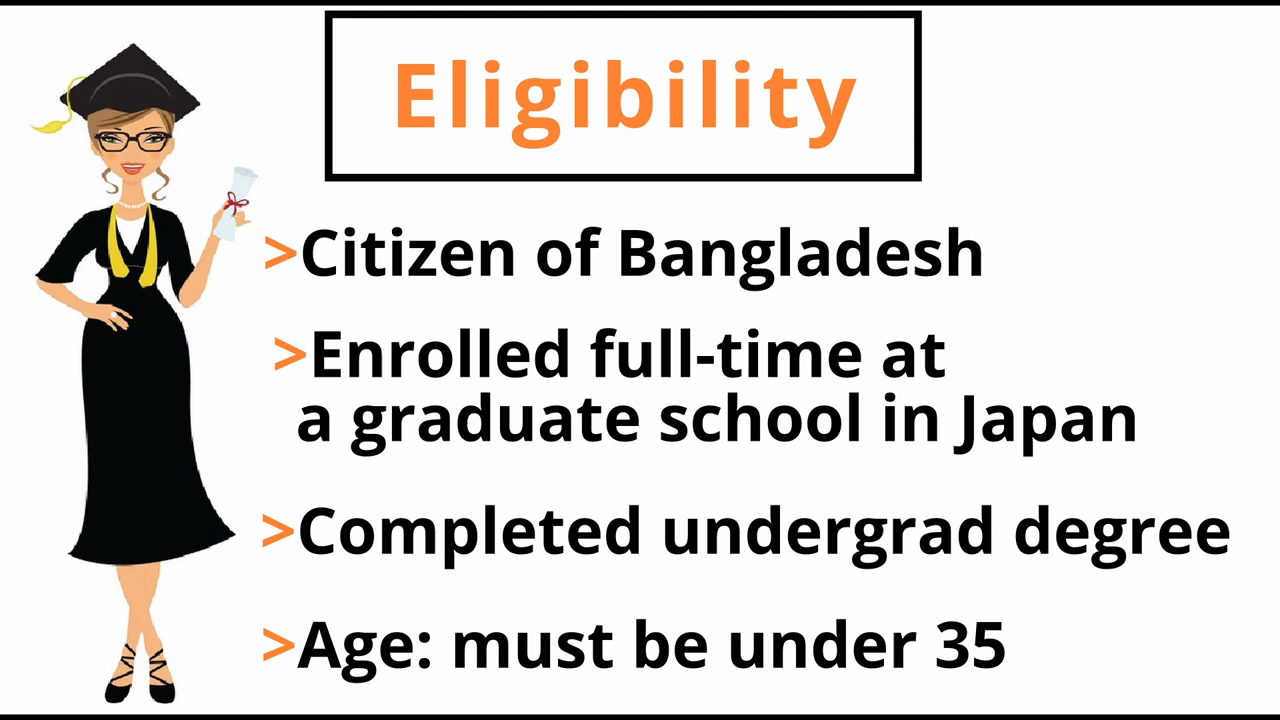 Eligibility
>Citizen of Bangladesh
>Enrolled full-time at
a graduate school in Japan
>Completed undergrad degree
>Age: must be under 35